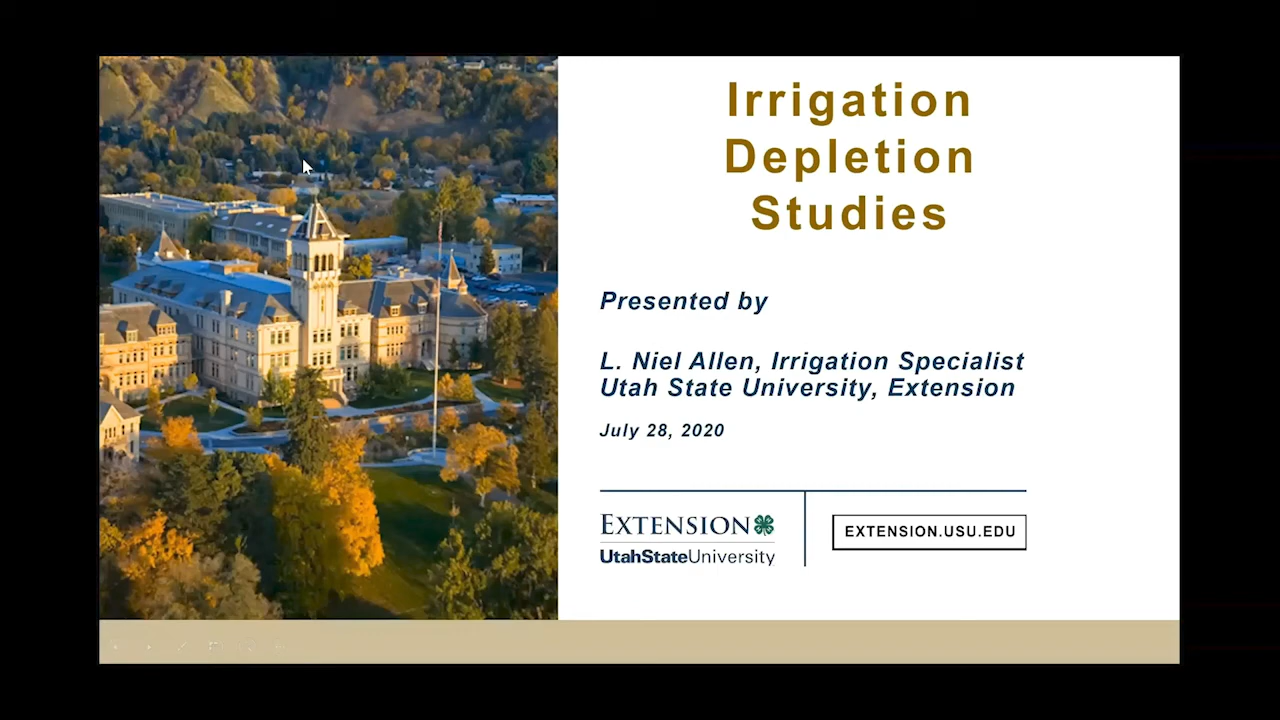 Irrigation
Depletion
Studies
Presented by
L. Niel Allen, Irrigation Specialist
Utah State University, Extension
July 28, 2020
EXTENSION
UtahStateUniversity
EXTENSION.USU.EDU